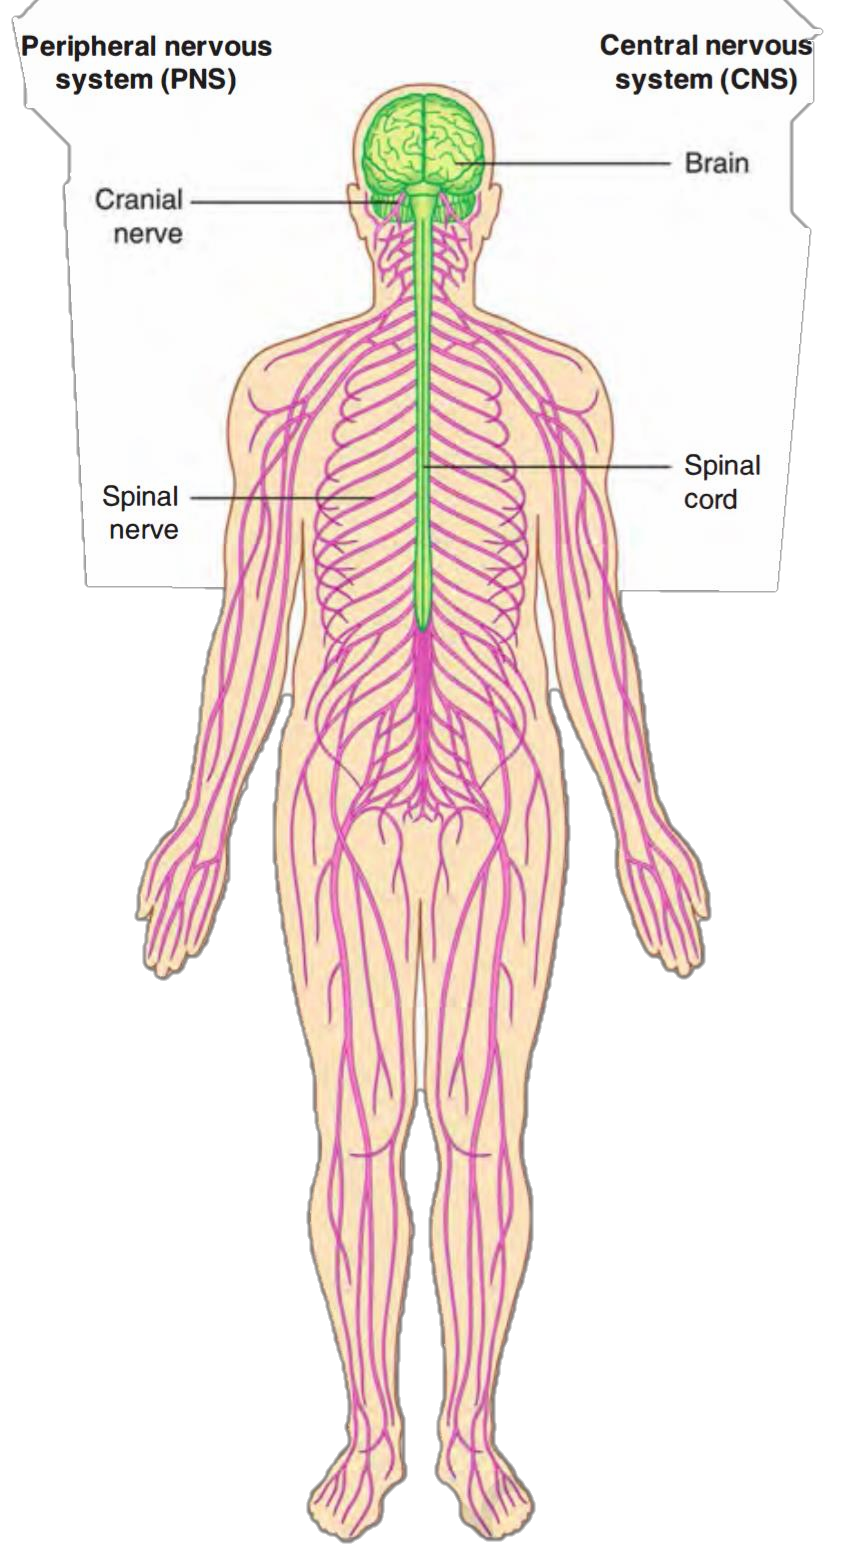 Peripheral nervous
system (PNS)
Central nervous
system (CNS)
Brain
Cranial
nerve
Spinal
cord
Spinal
nerve